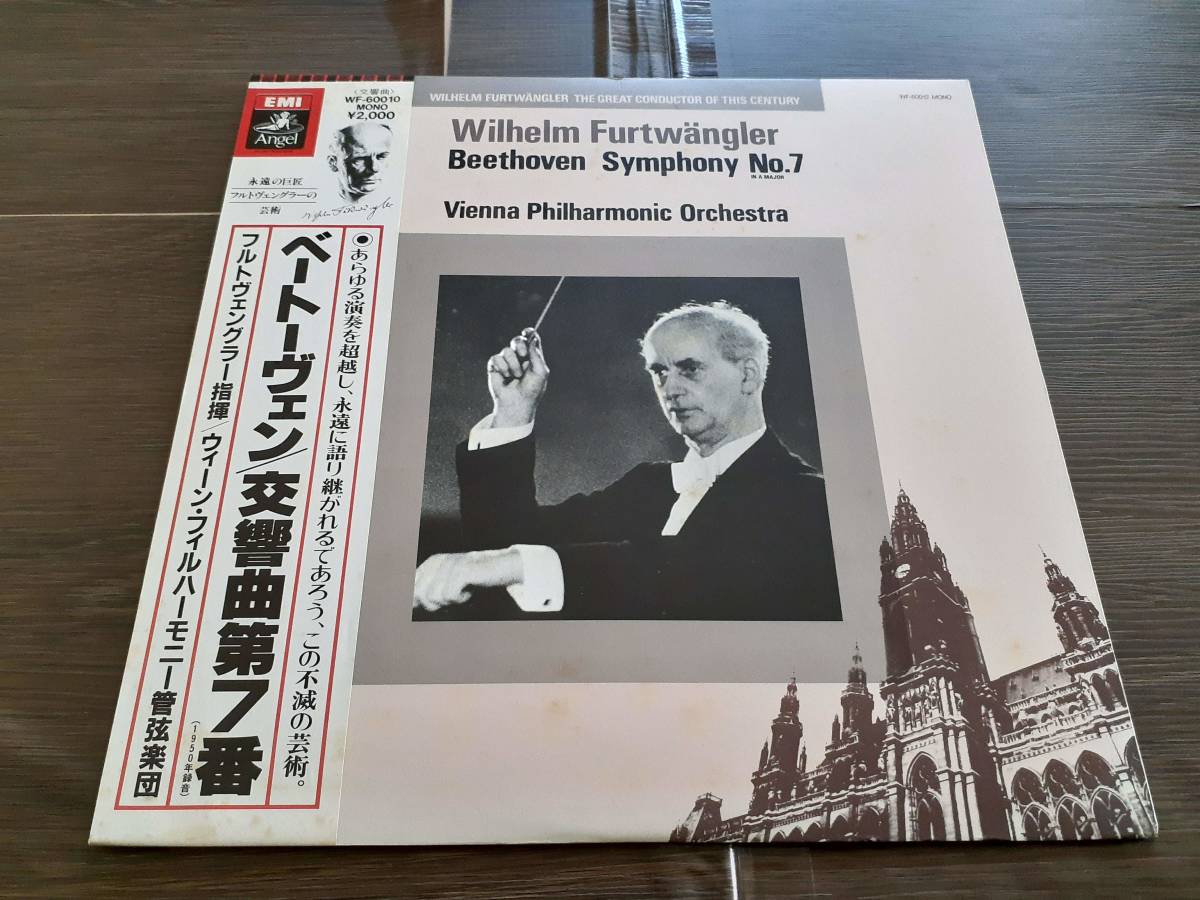 EMI
Angel
〈交響曲〉
WF-60010
MONO
¥2,000
永遠の巨匠
フルトヴェングラーの
芸術
●あらゆる演奏を超越し、永遠に語り継がれるであろう、この不滅の芸術。
ベートーヴェン/交響曲第7番
(1950年録音)
フルトヴェングラー指揮/ウィーン・フィルハーモニー管弦楽団
WILHELM FURTWÄNGLER THE GREAT CONDUCTOR OF THIS CENTURY
WF-60010 MONO
Wilhelm Furtwängler
Beethoven Symphony No.7
IN A MAJOR
Vienna Philharmonic Orchestra